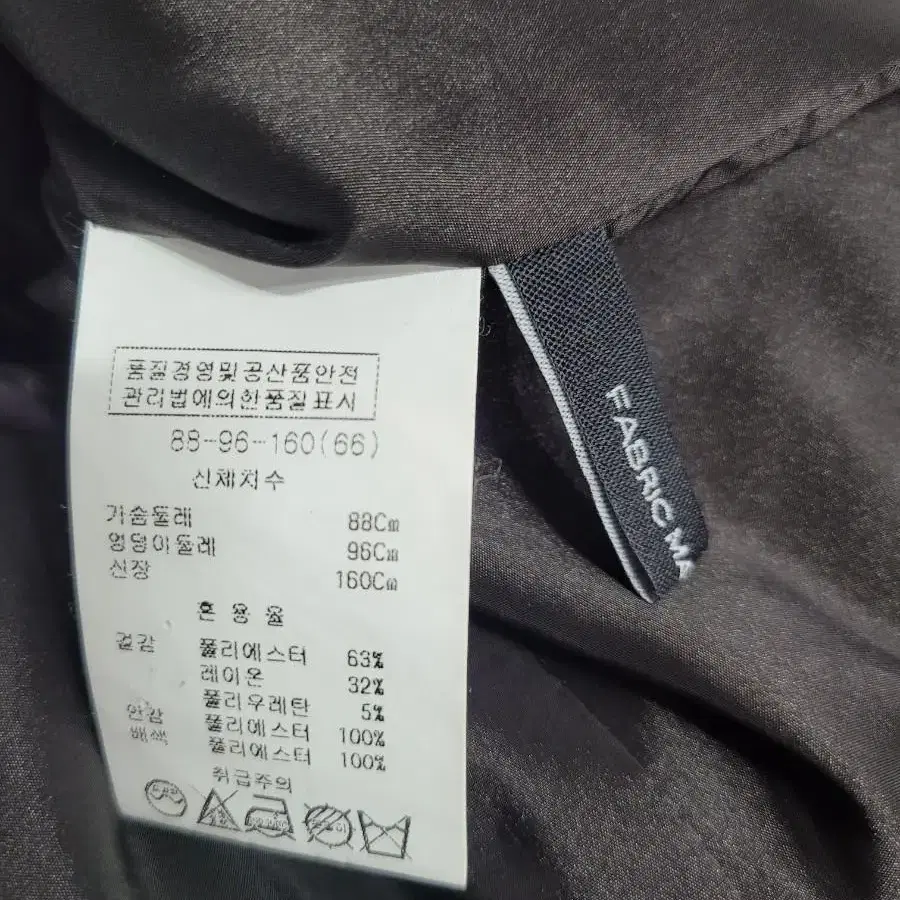 품질경영및공산품안전
관리법에의한품질표시
88-96-160(66)
신체치수
가슴둘레 88Cm
엉덩이둘레 96Cm
신장 160Cm
혼 용 율
겉감 폴리에스터 63%
레이온 32%
폴리우레탄 5%
안감 폴리에스터 100%
배색 폴리에스터 100%
취급주의
FABRIC MA